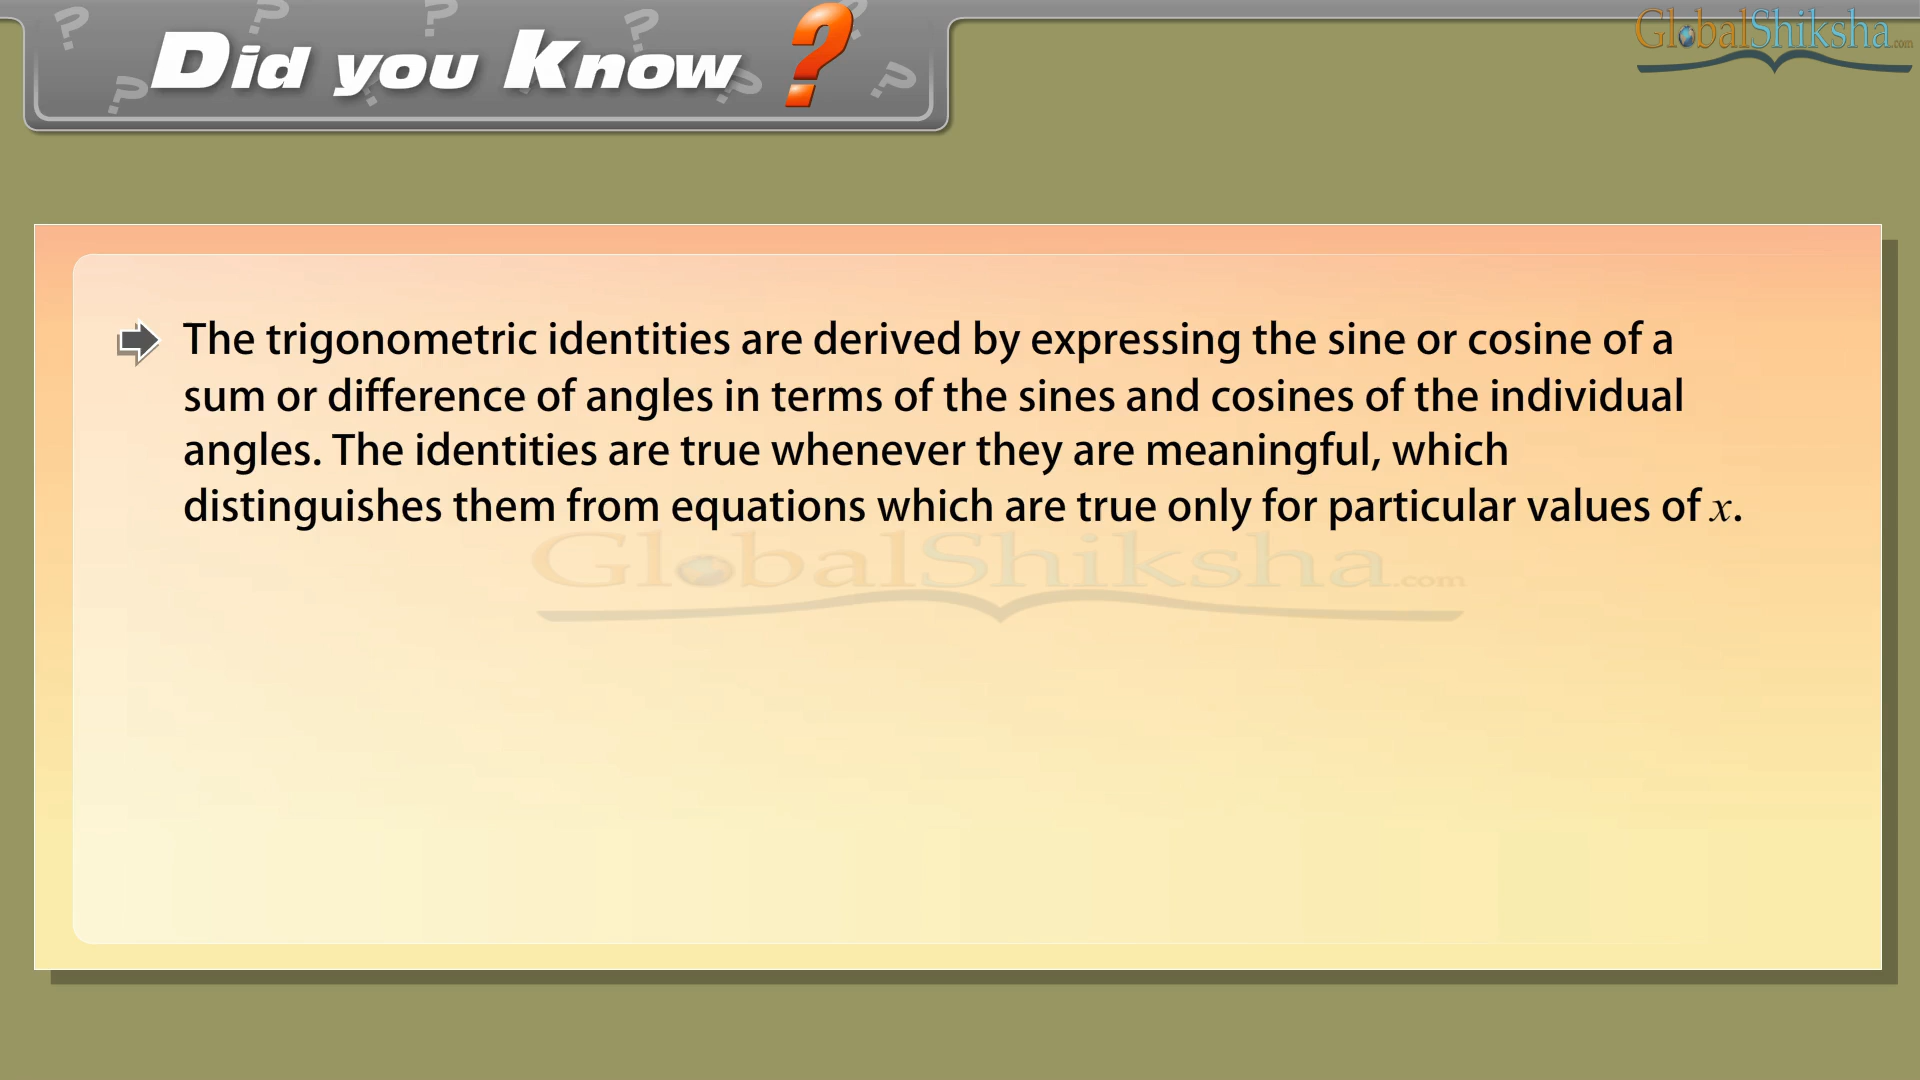 Did you Know ?
GlobalShiksha.com
The trigonometric identities are derived by expressing the sine or cosine of a
sum or difference of angles in terms of the sines and cosines of the individual
angles. The identities are true whenever they are meaningful, which
distinguishes them from equations which are true only for particular values of x.
GlobalShiksha.com